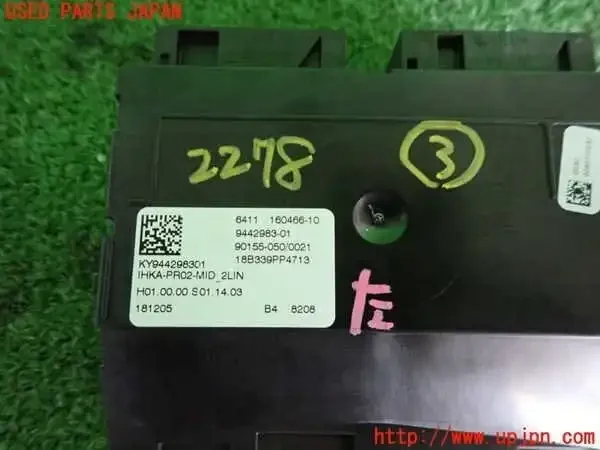 USED PARTS JAPAN
2278
3
6411 160466-10
9442983-01
90155-050/0021
18B339PP4713
KY944298301
IHKA-PR02-MID_2LIN
H01.00.00 S01.14.03
181205 B4 8208
左
http://www.upjpn.com